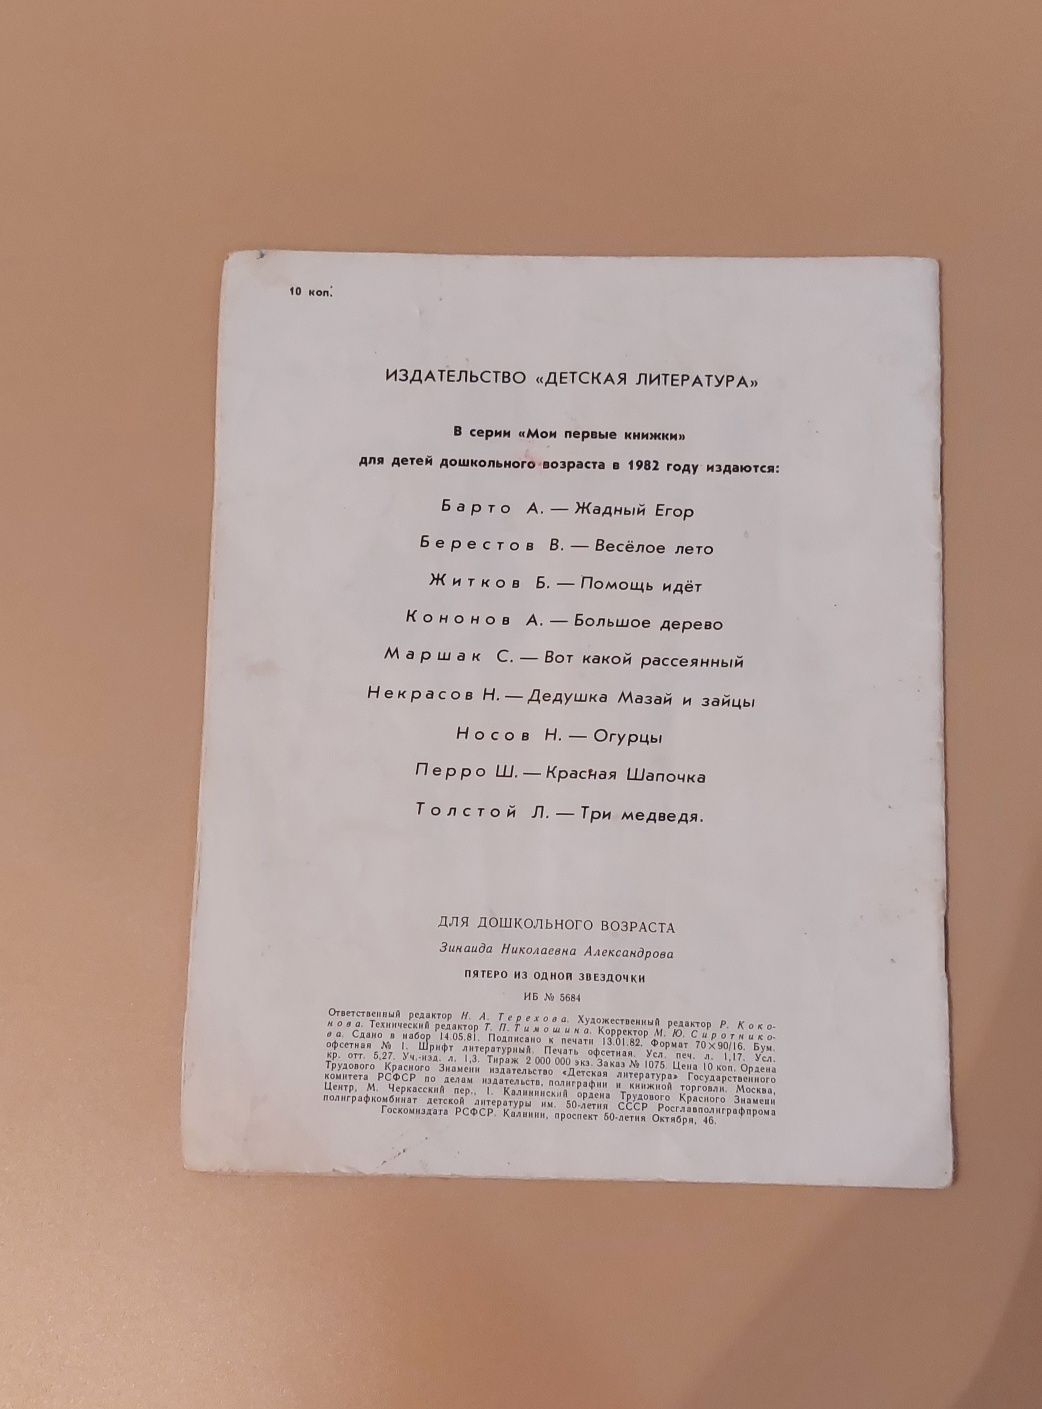 10 коп.
ИЗДАТЕЛЬСТВО «ДЕТСКАЯ ЛИТЕРАТУРА»
В серии «Мои первые книжки»
для детей дошкольного возраста в 1982 году издаются:
Барто А. — Жадный Егор
Берестов В. — Весёлое лето
Житков Б. — Помощь идёт
Кононов А. — Большое дерево
Маршак С. — Вот какой рассеянный
Некрасов Н. — Дедушка Мазай и зайцы
Носов Н. — Огурцы
Перро Ш. — Красная Шапочка
Толстой Л. — Три медведя.
ДЛЯ ДОШКОЛЬНОГО ВОЗРАСТА
Зинаида Николаевна Александрова
ПЯТЕРО ИЗ ОДНОЙ ЗВЕЗДОЧКИ
ИБ № 5684
Ответственный редактор Н. А. Терехова. Художественный редактор Р. Коко-
нова. Технический редактор Т. П. Тимошина. Корректор М. Ю. Сиротнико-
ва. Сдано в набор 14.05.81. Подписано к печати 13.01.82. Формат 70×90/16. Бум.
офсетная № 1. Шрифт литературный. Печать офсетная. Усл. печ. л. 1,17. Усл.
кр. отт. 5,27. Уч.-изд. л. 1,3. Тираж 2 000 000 экз. Заказ № 1075. Цена 10 коп. Ордена
Трудового Красного Знамени издательство «Детская литература» Государственного
комитета РСФСР по делам издательств, полиграфии и книжной торговли. Москва,
Центр, М. Черкасский пер., 1. Калининский ордена Трудового Красного Знамени
полиграфкомбинат детской литературы им. 50-летия СССР Росглавполиграфпрома
Госкомиздата РСФСР. Калинин, проспект 50-летия Октября, 46.